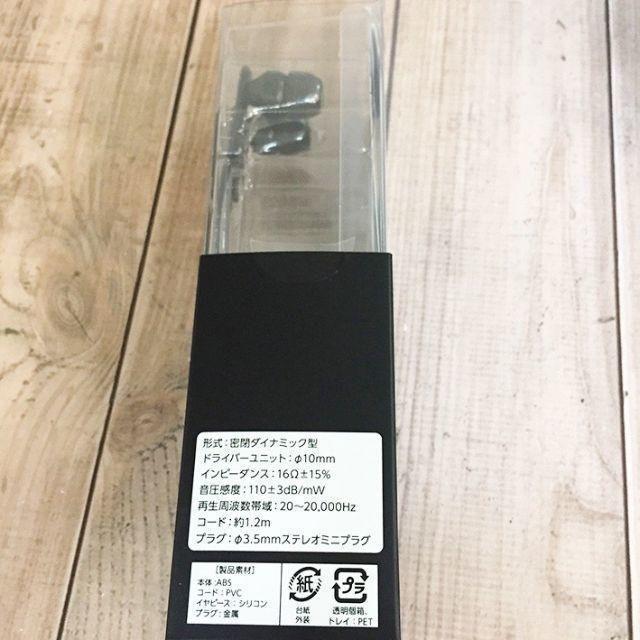 形式：密閉ダイナミック型
ドライバーユニット：φ10mm
インピーダンス：16Ω±15%
音圧感度：110±3dB/mW
再生周波数帯域：20～20,000Hz
コード：約1.2m
プラグ：φ3.5mmステレオミニプラグ
［製品素材］
本体：ABS
コード：PVC
イヤピース：シリコン
プラグ：金属
紙
台紙
外装
プラ
透明個箱、
トレイ：PET